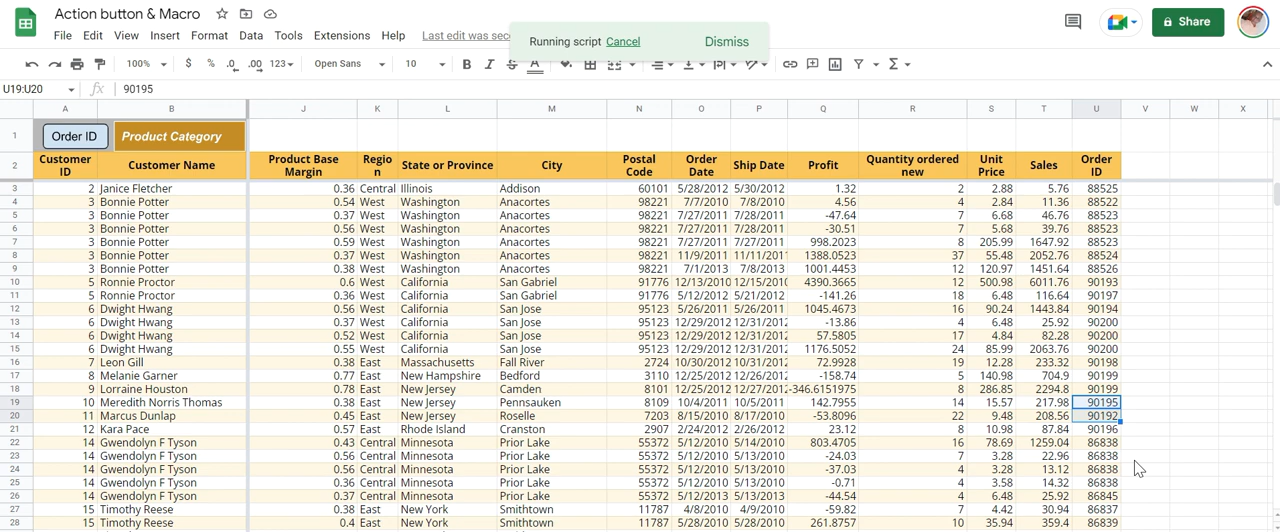 Action button & Macro
File Edit View Insert Format Data Tools Extensions Help Last edit was seco
Running script Cancel Dismiss
Share
100% $ % .0 .00 123 Open Sans 10 B I S A
U19:U20 fx 90195
A B J K L M N O P Q R S T U V W X
1 Order ID Product Category
2 Customer ID Customer Name Product Base Margin Region State or Province City Postal Code Order Date Ship Date Profit Quantity ordered new Unit Price Sales Order ID
3 2 Janice Fletcher 0.36 Central Illinois Addison 60101 5/28/2012 5/30/2012 1.32 2 2.88 5.76 88525
4 3 Bonnie Potter 0.54 West Washington Anacortes 98221 7/7/2010 7/8/2010 4.56 4 2.84 11.36 88522
5 3 Bonnie Potter 0.37 West Washington Anacortes 98221 7/27/2011 7/28/2011 -47.64 7 6.68 46.76 88523
6 3 Bonnie Potter 0.56 West Washington Anacortes 98221 7/27/2011 7/28/2011 -30.51 7 5.68 39.76 88523
7 3 Bonnie Potter 0.59 West Washington Anacortes 98221 7/27/2011 7/27/2011 998.2023 8 205.99 1647.92 88523
8 3 Bonnie Potter 0.37 West Washington Anacortes 98221 11/9/2011 11/11/2011 1388.0523 37 55.48 2052.76 88524
9 3 Bonnie Potter 0.38 West Washington Anacortes 98221 7/1/2013 7/8/2013 1001.4453 12 120.97 1451.64 88526
10 5 Ronnie Proctor 0.6 West California San Gabriel 91776 12/13/2010 12/15/2010 4390.3665 12 500.98 6011.76 90193
11 5 Ronnie Proctor 0.36 West California San Gabriel 91776 5/12/2012 5/21/2012 -141.26 18 6.48 116.64 90197
12 6 Dwight Hwang 0.56 West California San Jose 95123 5/26/2011 5/26/2011 1045.4673 16 90.24 1443.84 90194
13 6 Dwight Hwang 0.37 West California San Jose 95123 12/29/2012 12/31/2012 -13.86 4 6.48 25.92 90200
14 6 Dwight Hwang 0.52 West California San Jose 95123 12/29/2012 12/31/2012 57.5805 17 4.84 82.28 90200
15 6 Dwight Hwang 0.55 West California San Jose 95123 12/29/2012 12/31/2012 1176.5052 24 85.99 2063.76 90200
16 7 Leon Gill 0.38 East Massachusetts Fall River 2724 10/30/2012 10/31/2012 72.9928 19 12.28 233.32 90198
17 8 Melanie Garner 0.77 East New Hampshire Bedford 3110 12/25/2012 12/26/2012 -158.74 5 140.98 704.9 90199
18 9 Lorraine Houston 0.78 East New Jersey Camden 8101 12/25/2012 12/27/2012 -346.6151975 8 286.85 2294.8 90199
19 10 Meredith Norris Thomas 0.38 East New Jersey Pennsauken 8109 10/4/2011 10/5/2011 142.7955 14 15.57 217.98 90195
20 11 Marcus Dunlap 0.45 East New Jersey Roselle 7203 8/15/2010 8/17/2010 -53.8096 22 9.48 208.56 90192
21 12 Kara Pace 0.57 East Rhode Island Cranston 2907 2/24/2012 2/26/2012 23.12 8 10.98 87.84 90196
22 14 Gwendolyn F Tyson 0.43 Central Minnesota Prior Lake 55372 5/12/2010 5/14/2010 803.4705 16 78.69 1259.04 86838
23 14 Gwendolyn F Tyson 0.56 Central Minnesota Prior Lake 55372 5/12/2010 5/13/2010 -24.03 7 3.28 22.96 86838
24 14 Gwendolyn F Tyson 0.56 Central Minnesota Prior Lake 55372 5/12/2010 5/13/2010 -37.03 4 3.28 13.12 86838
25 14 Gwendolyn F Tyson 0.36 Central Minnesota Prior Lake 55372 5/12/2010 5/13/2010 -0.71 4 3.58 14.32 86838
26 14 Gwendolyn F Tyson 0.37 Central Minnesota Prior Lake 55372 5/12/2013 5/13/2013 -44.54 4 6.48 25.92 86845
27 15 Timothy Reese 0.38 East New York Smithtown 11787 4/8/2010 4/9/2010 -59.82 7 4.42 30.94 86837
28 15 Timothy Reese 0.4 East New York Smithtown 11787 5/28/2010 5/28/2010 261.8757 10 35.94 359.4 86839